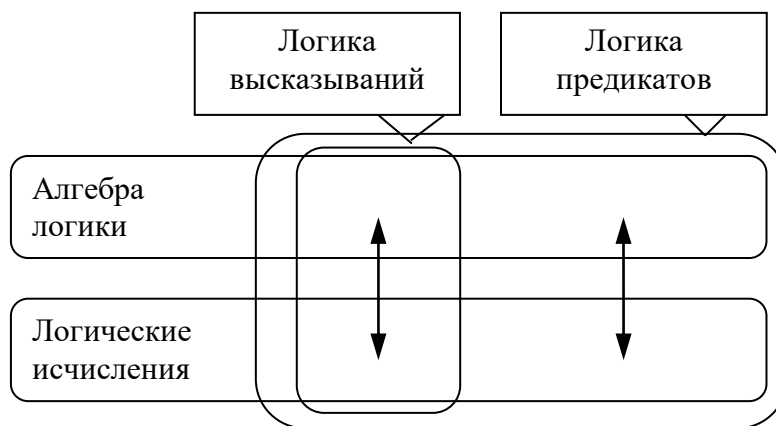 Логика
высказываний
Логика
предикатов
Алгебра
логики
Логические
исчисления